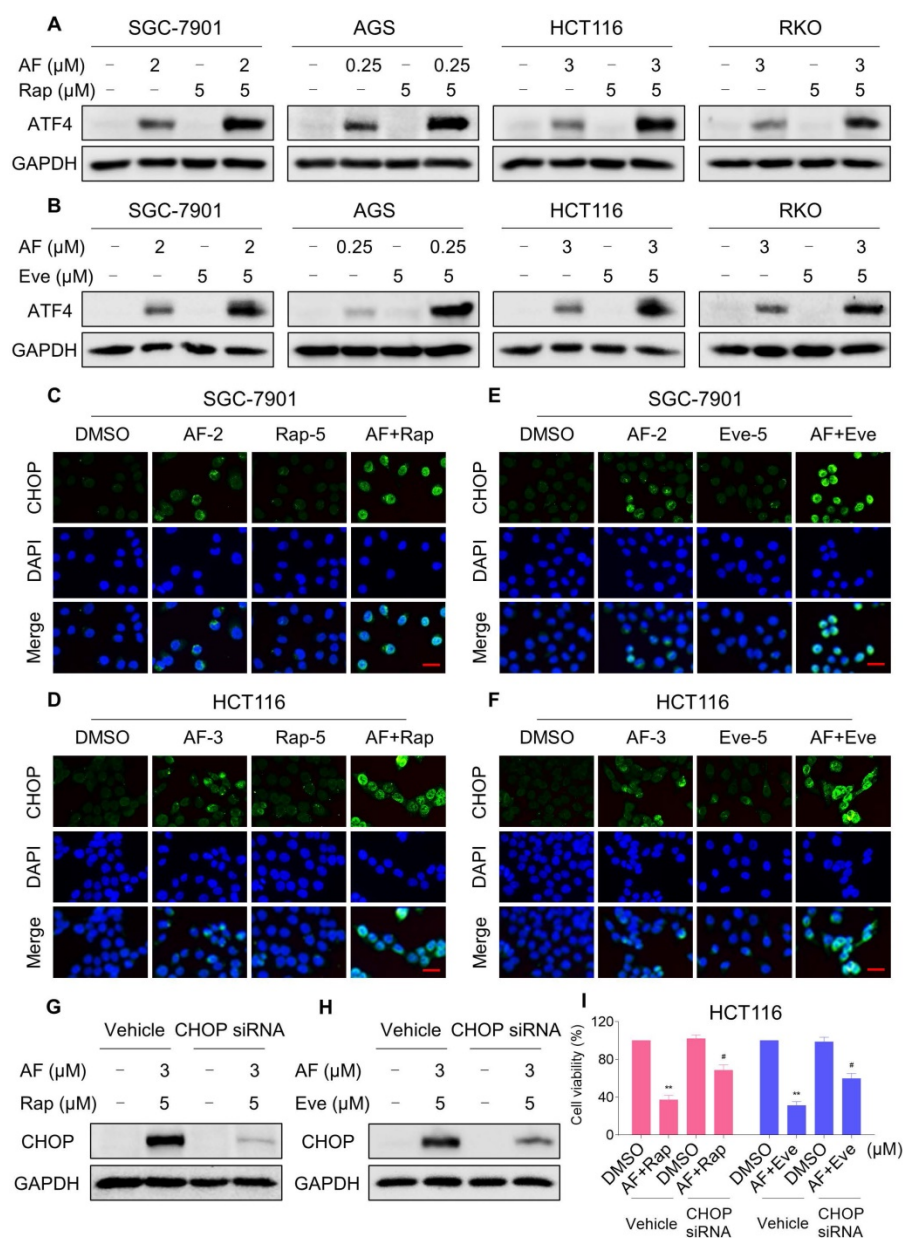 A
SGC-7901 AGS HCT116 RKO
AF (µM) – 2 – 2 – 0.25 – 0.25 – 3 – 3 – 3 – 3
Rap (µM) – – 5 5 – – 5 5 – – 5 5 – – 5 5
ATF4
GAPDH
B
SGC-7901 AGS HCT116 RKO
AF (µM) – 2 – 2 – 0.25 – 0.25 – 3 – 3 – 3 – 3
Eve (µM) – – 5 5 – – 5 5 – – 5 5 – – 5 5
ATF4
GAPDH
C
SGC-7901
DMSO AF-2 Rap-5 AF+Rap
CHOP
DAPI
Merge
E
SGC-7901
DMSO AF-2 Eve-5 AF+Eve
CHOP
DAPI
Merge
D
HCT116
DMSO AF-3 Rap-5 AF+Rap
CHOP
DAPI
Merge
F
HCT116
DMSO AF-3 Eve-5 AF+Eve
CHOP
DAPI
Merge
G
Vehicle CHOP siRNA
AF (µM) – 3 – 3
Rap (µM) – 5 – 5
CHOP
GAPDH
H
Vehicle CHOP siRNA
AF (µM) – 3 – 3
Eve (µM) – 5 – 5
CHOP
GAPDH
I
HCT116
Cell viability (%)
120
80
40
0
** # ** #
DMSO AF+Rap DMSO AF+Rap DMSO AF+Eve DMSO AF+Eve (µM)
Vehicle CHOP siRNA Vehicle CHOP siRNA